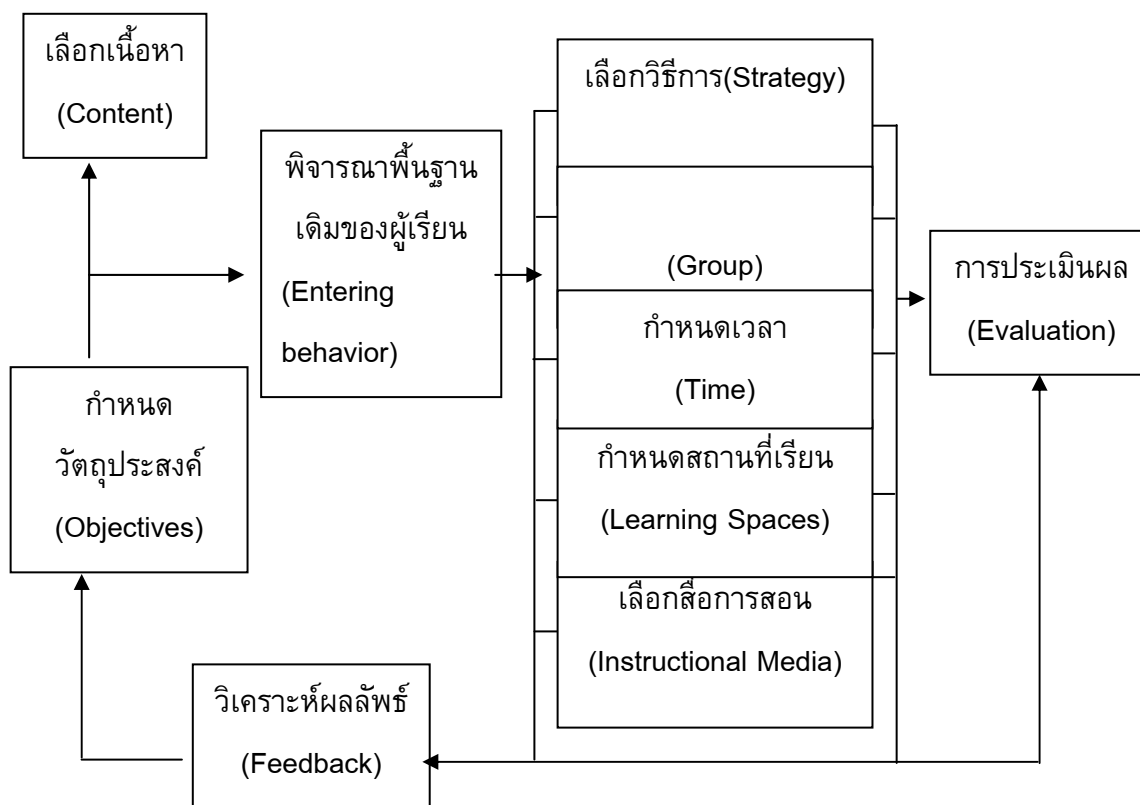 เลือกเนื้อหา
(Content)
พิจารณาพื้นฐาน
เดิมของผู้เรียน
(Entering
behavior)
กำหนด
วัตถุประสงค์
(Objectives)
เลือกวิธีการ(Strategy)
(Group)
กำหนดเวลา
(Time)
กำหนดสถานที่เรียน
(Learning Spaces)
เลือกสื่อการสอน
(Instructional Media)
การประเมินผล
(Evaluation)
วิเคราะห์ผลลัพธ์
(Feedback)